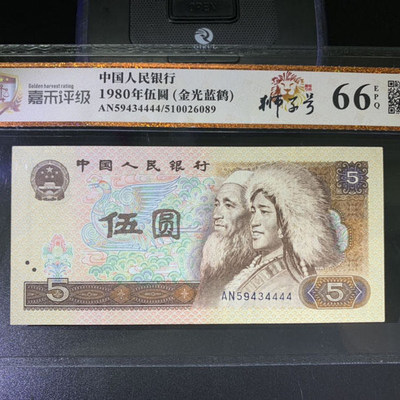 OPEN
Golden harvest rating
嘉禾评级
中国人民银行
1980年伍圆 (金光蓝鹤)
AN59434444/510026089
狮子号
66
EPQ
中国人民银行
5
伍圆
5
AN59434444
5